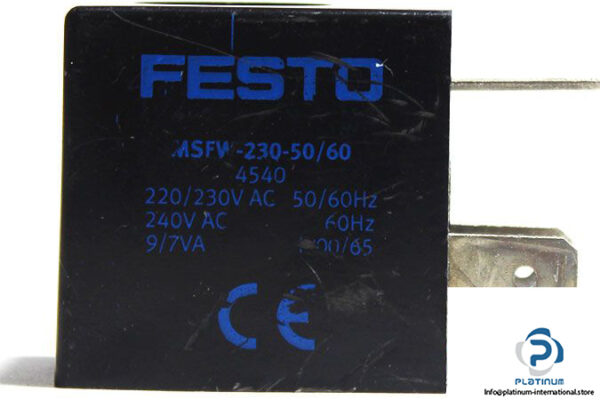 FESTO
MSFW-230-50/60
4540
220/230V AC 50/60Hz
240V AC 60Hz
9/7VA
CE
PLATINUM
info@platinum-international.store